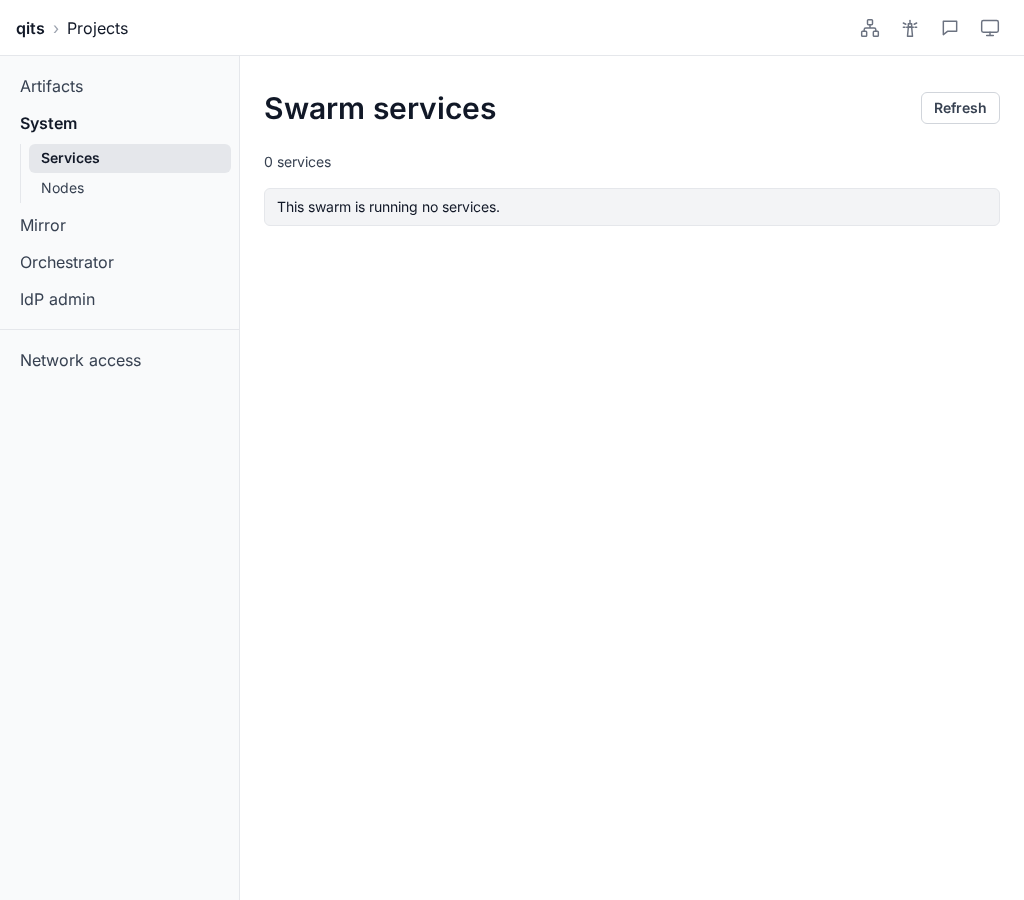 qits › Projects
Artifacts
System
Services
Nodes
Mirror
Orchestrator
IdP admin
Network access
Swarm services
Refresh
0 services
This swarm is running no services.